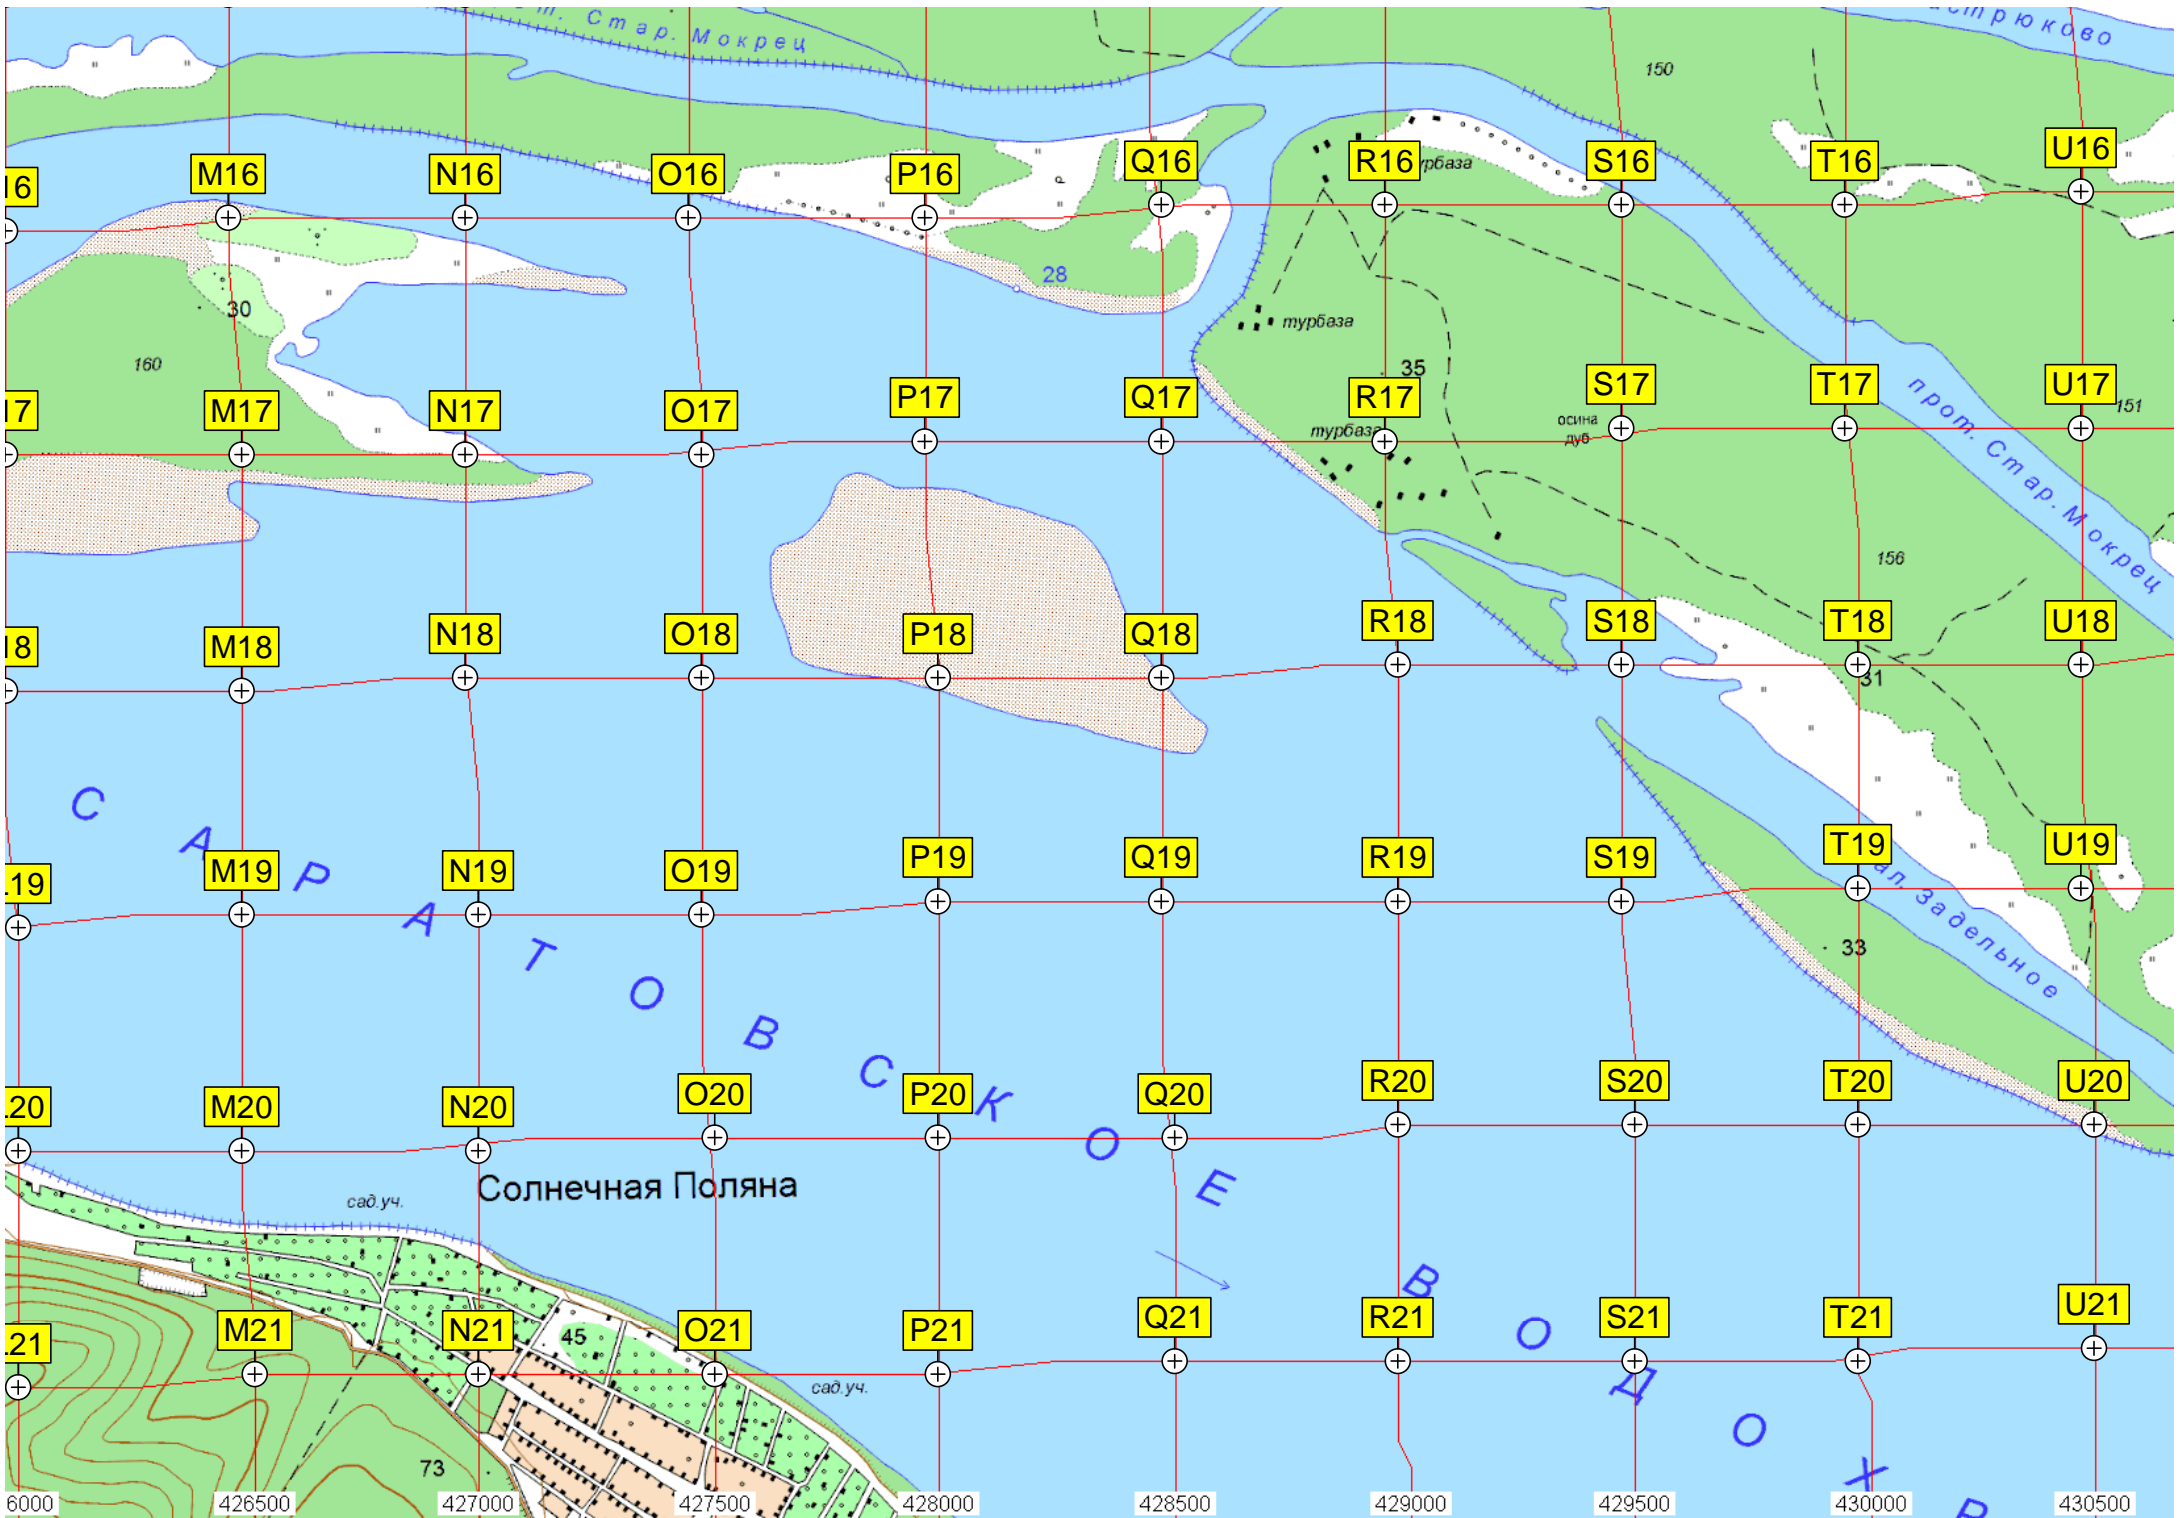 Стар. Мокрец
150
M16 N16 O16 P16 Q16 R16 S16 T16 U16
28
30
турбаза
160
35
M17 N17 O17 P17 Q17 R17 S17 T17 U17
151
турбаза
осина
дуб
прот. Стар. Мокрец
156
M18 N18 O18 P18 Q18 R18 S18 T18 U18
31
САРАТОВСКОЕ
M19 N19 O19 P19 Q19 R19 S19 T19 U19
Задельное
33
M20 N20 O20 P20 Q20 R20 S20 T20 U20
Солнечная Поляна
сад.уч.
M21 N21 O21 P21 Q21 R21 S21 T21 U21
45
сад.уч.
ВОДОХ
73
6000 426500 427000 427500 428000 428500 429000 429500 430000 430500